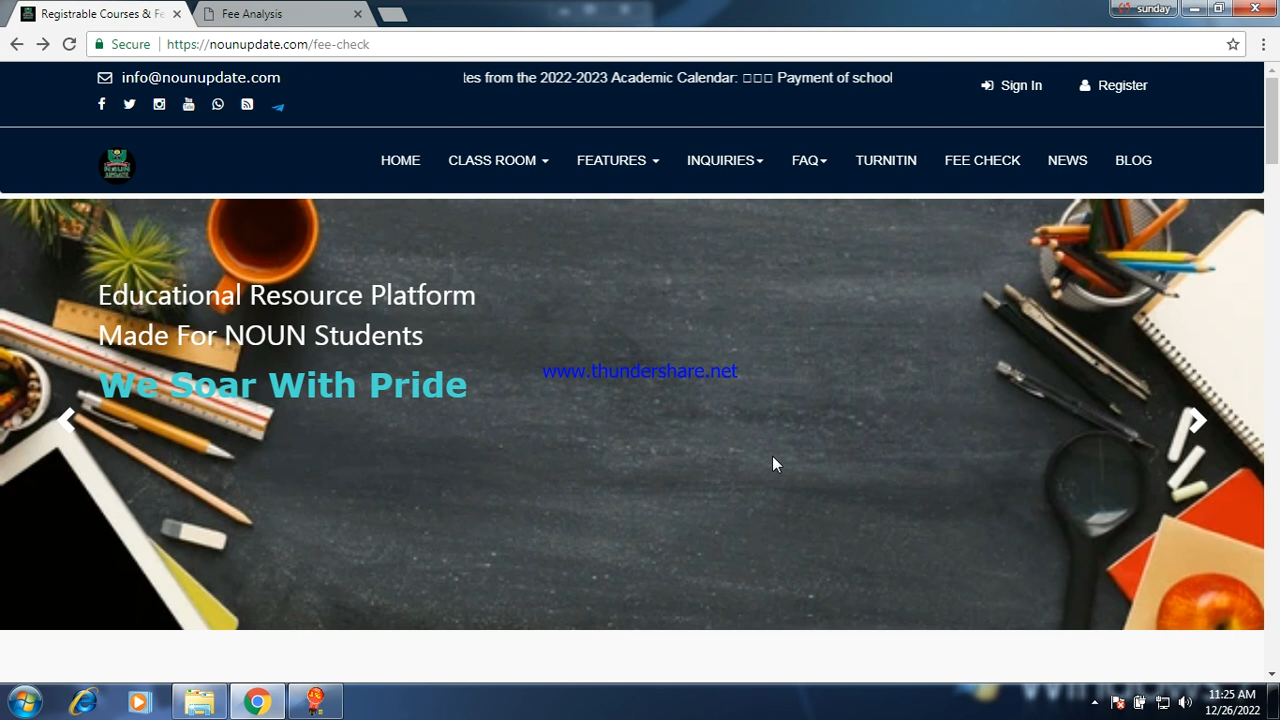 Registrable Courses & Fe
Fee Analysis
sunday
Secure
https://nounupdate.com/fee-check
info@nounupdate.com
tes from the 2022-2023 Academic Calendar: □□□ Payment of school
Sign In
Register
HOME
CLASS ROOM
FEATURES
INQUIRIES
FAQ
TURNITIN
FEE CHECK
NEWS
BLOG
Educational Resource Platform
Made For NOUN Students
We Soar With Pride
www.thundershare.net
11:25 AM
12/26/2022